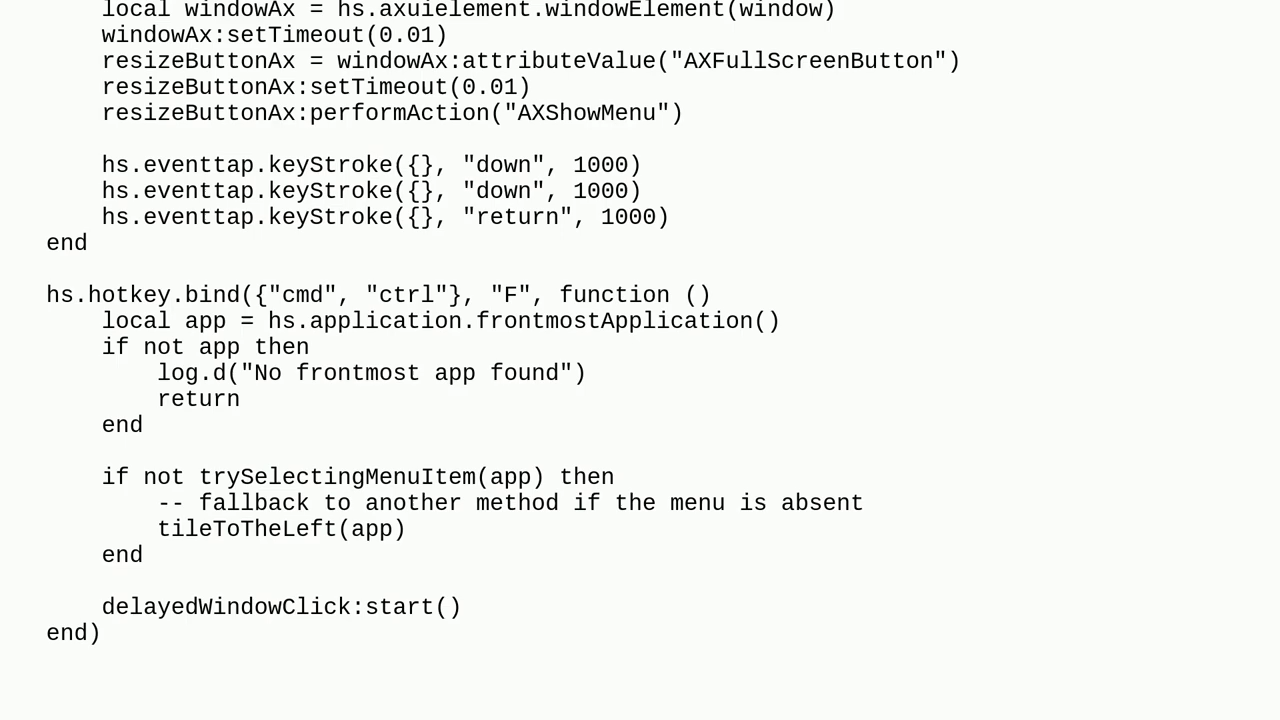 local windowAx = hs.axuielement.windowElement(window)
windowAx:setTimeout(0.01)
resizeButtonAx = windowAx:attributeValue("AXFullScreenButton")
resizeButtonAx:setTimeout(0.01)
resizeButtonAx:performAction("AXShowMenu")
hs.eventtap.keyStroke({}, "down", 1000)
hs.eventtap.keyStroke({}, "down", 1000)
hs.eventtap.keyStroke({}, "return", 1000)
end
hs.hotkey.bind({"cmd", "ctrl"}, "F", function ()
local app = hs.application.frontmostApplication()
if not app then
log.d("No frontmost app found")
return
end
if not trySelectingMenuItem(app) then
-- fallback to another method if the menu is absent
tileToTheLeft(app)
end
delayedWindowClick:start()
end)